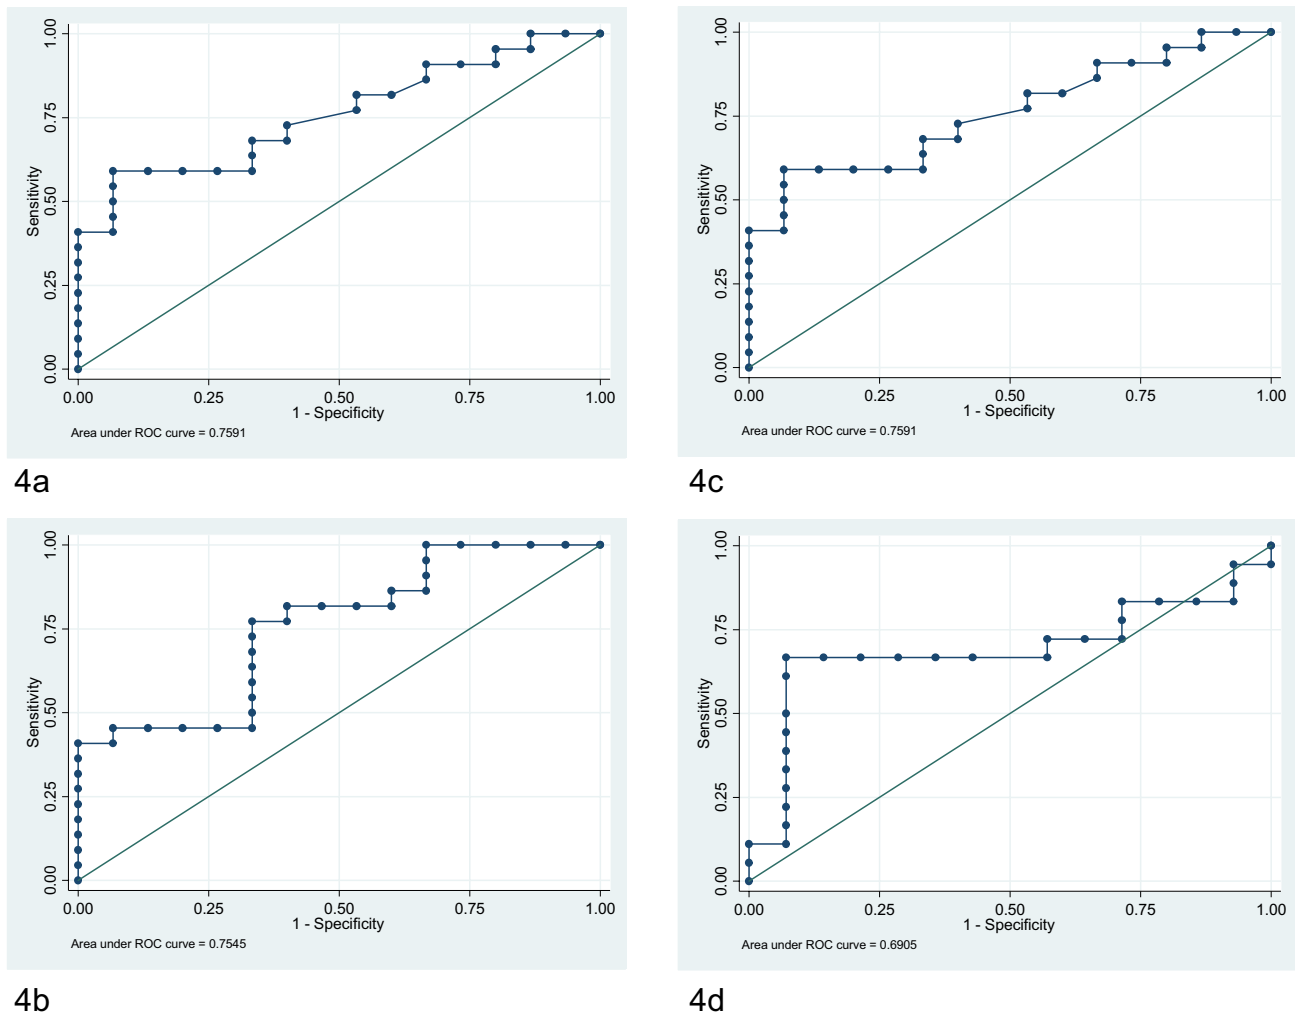 1.00
0.75
0.50
0.25
0.00
Sensitivity
0.00 0.25 0.50 0.75 1.00
1 - Specificity
Area under ROC curve = 0.7591
4a
1.00
0.75
0.50
0.25
0.00
Sensitivity
0.00 0.25 0.50 0.75 1.00
1 - Specificity
Area under ROC curve = 0.7591
4c
1.00
0.75
0.50
0.25
0.00
Sensitivity
0.00 0.25 0.50 0.75 1.00
1 - Specificity
Area under ROC curve = 0.7545
4b
1.00
0.75
0.50
0.25
0.00
Sensitivity
0.00 0.25 0.50 0.75 1.00
1 - Specificity
Area under ROC curve = 0.6905
4d